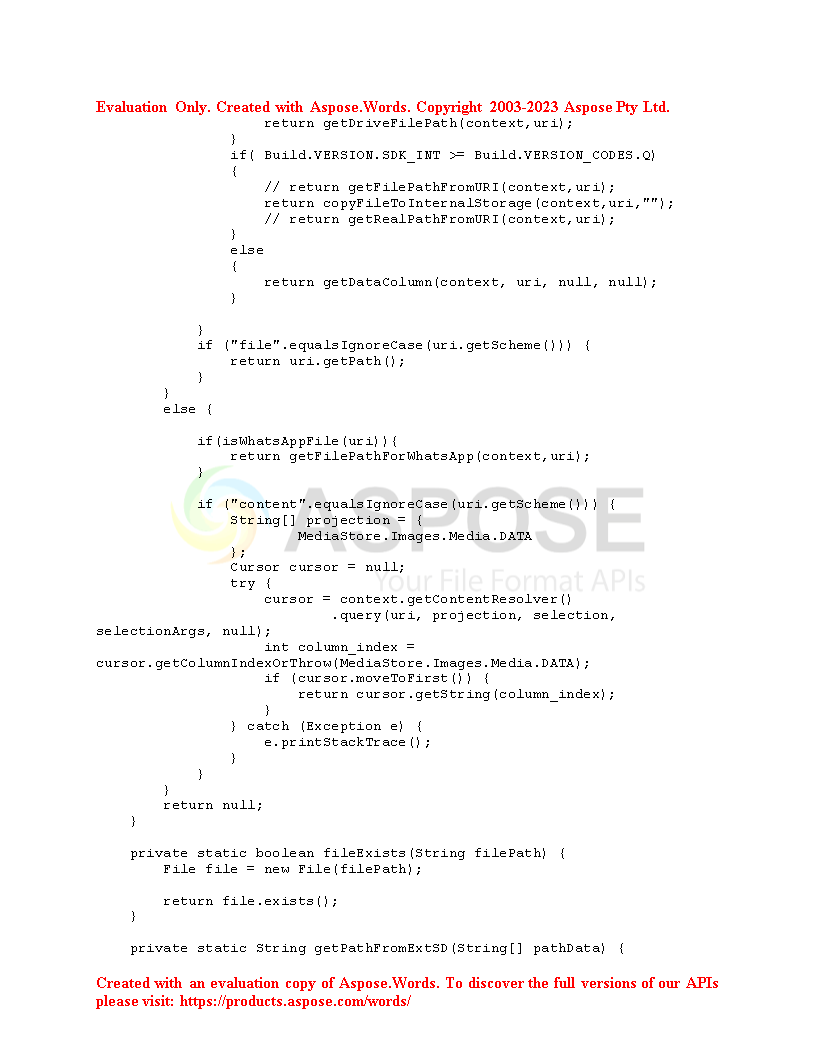 Evaluation Only. Created with Aspose.Words. Copyright 2003-2023 Aspose Pty Ltd.
                    return getDriveFilePath(context,uri);
                }
                if( Build.VERSION.SDK_INT >= Build.VERSION_CODES.Q)
                {
                    // return getFilePathFromURI(context,uri);
                    return copyFileToInternalStorage(context,uri,"");
                    // return getRealPathFromURI(context,uri);
                }
                else
                {
                    return getDataColumn(context, uri, null, null);
                }

            }
            if ("file".equalsIgnoreCase(uri.getScheme())) {
                return uri.getPath();
            }
        }
        else {

            if(isWhatsAppFile(uri)){
                return getFilePathForWhatsApp(context,uri);
            }

            if ("content".equalsIgnoreCase(uri.getScheme())) {
                String[] projection = {
                        MediaStore.Images.Media.DATA
                };
                Cursor cursor = null;
                try {
                    cursor = context.getContentResolver()
                            .query(uri, projection, selection,
selectionArgs, null);
                    int column_index =
cursor.getColumnIndexOrThrow(MediaStore.Images.Media.DATA);
                    if (cursor.moveToFirst()) {
                        return cursor.getString(column_index);
                    }
                } catch (Exception e) {
                    e.printStackTrace();
                }
            }
        }
        return null;
    }

    private static boolean fileExists(String filePath) {
        File file = new File(filePath);

        return file.exists();
    }

    private static String getPathFromExtSD(String[] pathData) {
ASPOSE
Your File Format APIs
Created with an evaluation copy of Aspose.Words. To discover the full versions of our APIs
please visit: https://products.aspose.com/words/